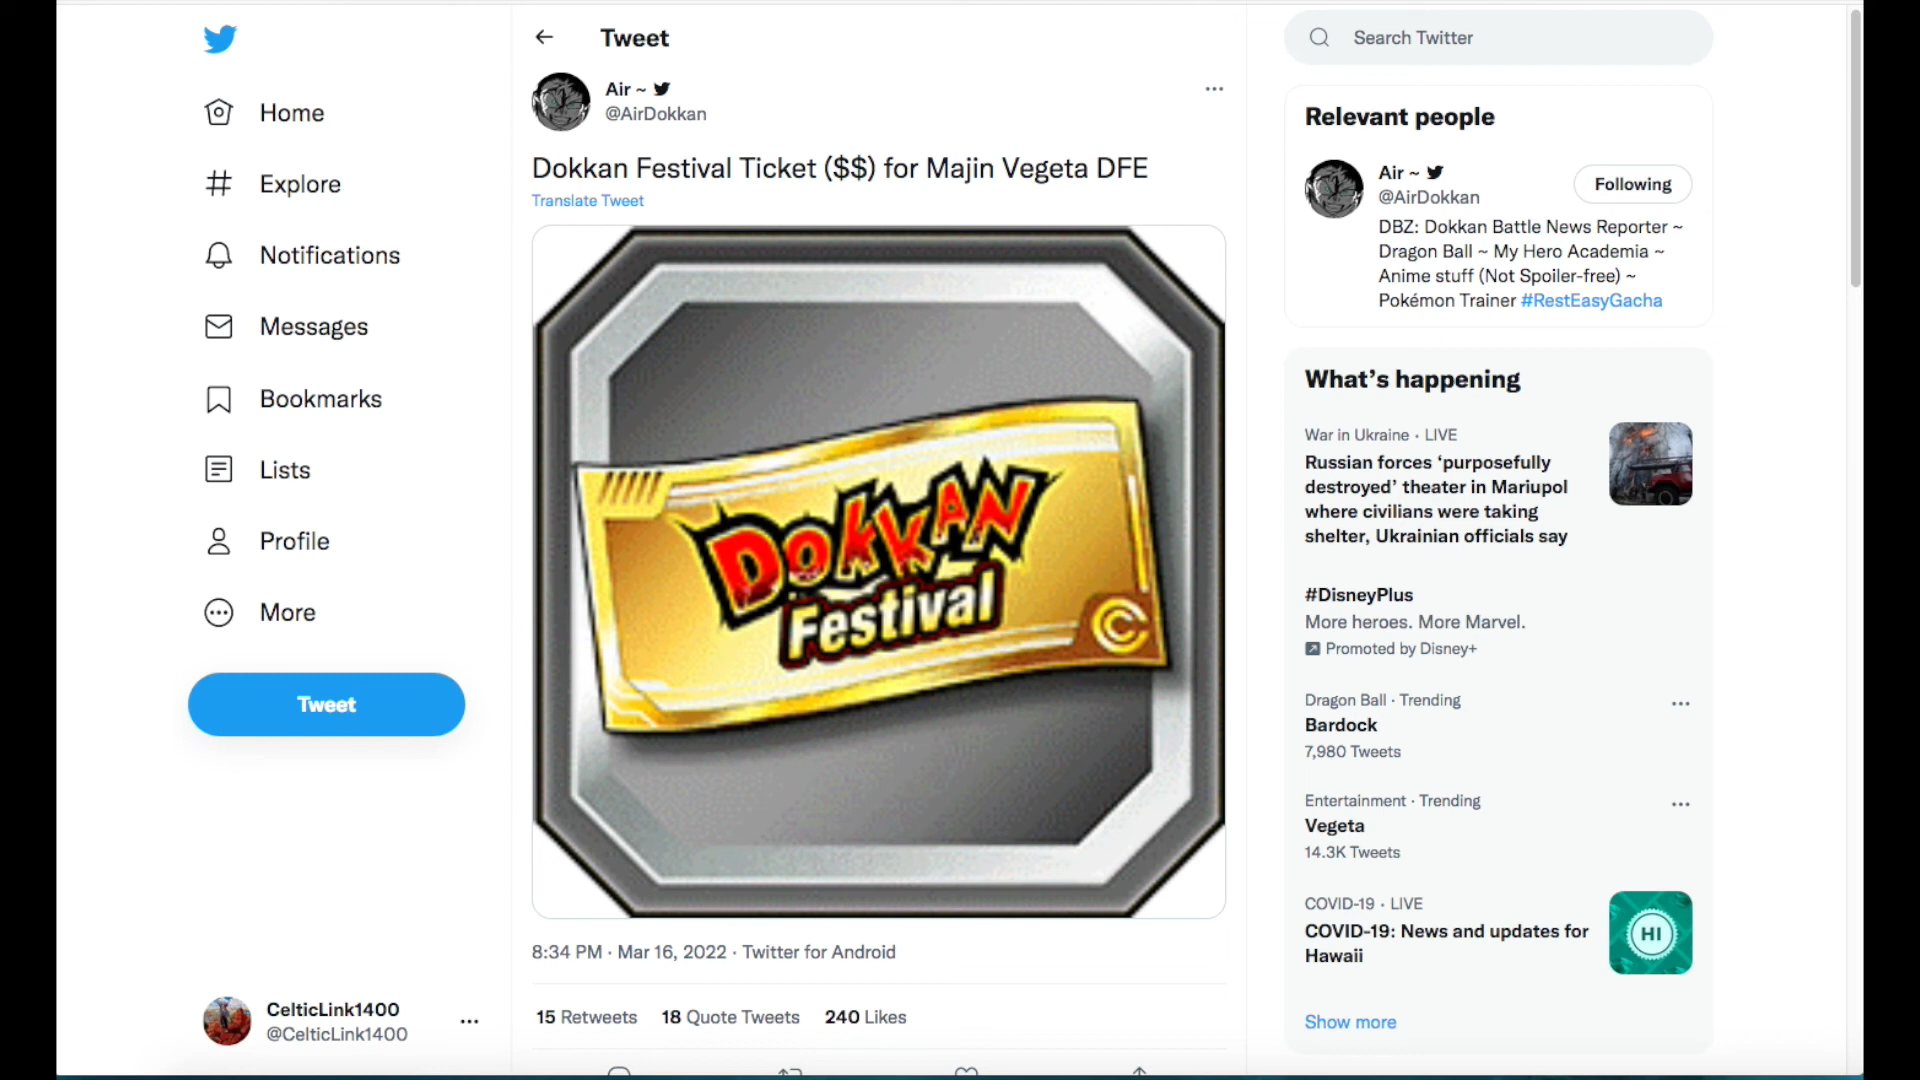 Home
Explore
Notifications
Messages
Bookmarks
Lists
Profile
More
Tweet
CelticLink1400
@CelticLink1400
Tweet
Air ~
@AirDokkan
Dokkan Festival Ticket ($$) for Majin Vegeta DFE
Translate Tweet
DOKKAN
Festival
C
8:34 PM · Mar 16, 2022 · Twitter for Android
15 Retweets 18 Quote Tweets 240 Likes
Search Twitter
Relevant people
Air ~
@AirDokkan
Following
DBZ: Dokkan Battle News Reporter ~
Dragon Ball ~ My Hero Academia ~
Anime stuff (Not Spoiler-free) ~
Pokémon Trainer #RestEasyGacha
What's happening
War in Ukraine · LIVE
Russian forces ‘purposefully
destroyed’ theater in Mariupol
where civilians were taking
shelter, Ukrainian officials say
#DisneyPlus
More heroes. More Marvel.
Promoted by Disney+
Dragon Ball · Trending
Bardock
7,980 Tweets
Entertainment · Trending
Vegeta
14.3K Tweets
COVID-19 · LIVE
COVID-19: News and updates for
Hawaii
HI
Show more